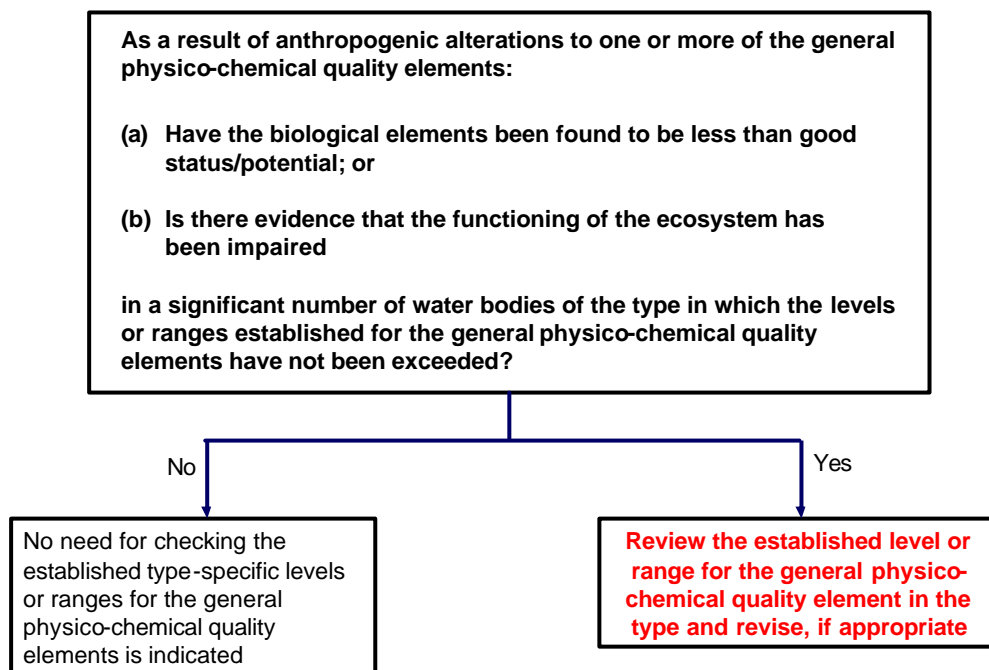 As a result of anthropogenic alterations to one or more of the general
physico-chemical quality elements:
(a) Have the biological elements been found to be less than good
status/potential; or
(b) Is there evidence that the functioning of the ecosystem has
been impaired
in a significant number of water bodies of the type in which the levels
or ranges established for the general physico-chemical quality
elements have not been exceeded?
No
Yes
No need for checking the
established type-specific levels
or ranges for the general
physico-chemical quality
elements is indicated
Review the established level or
range for the general physico-
chemical quality element in the
type and revise, if appropriate